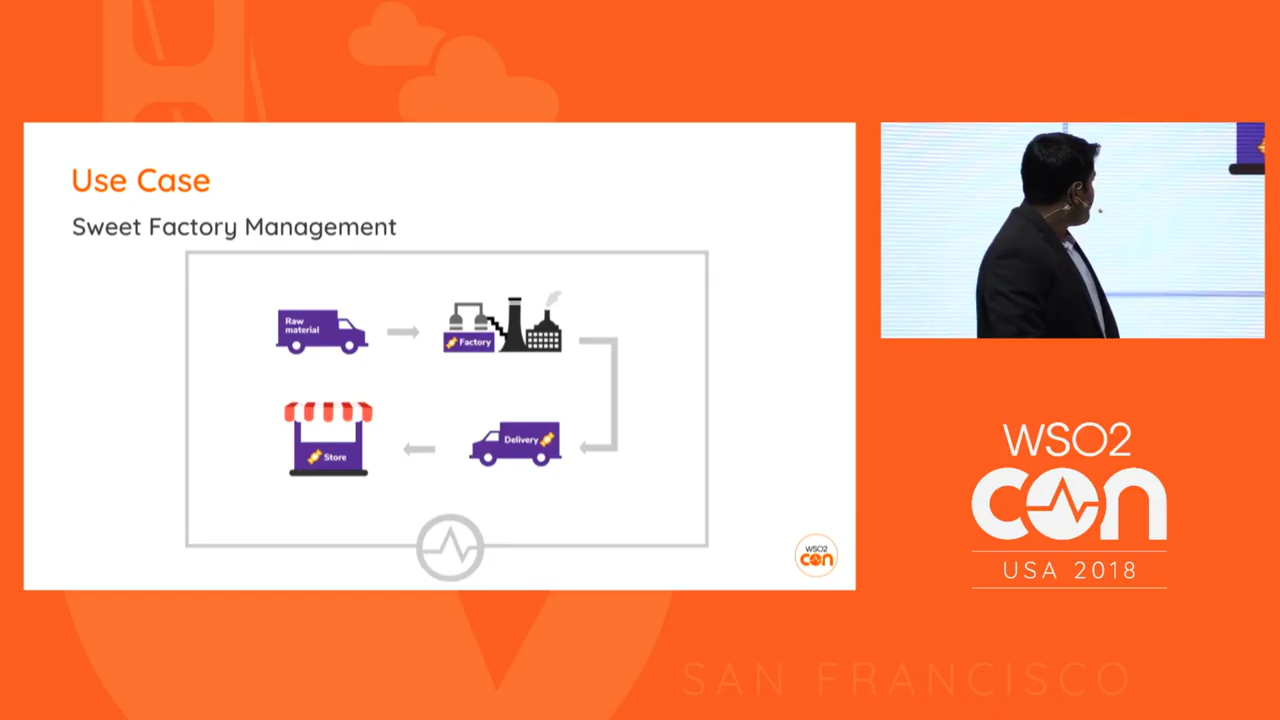 Use Case
Sweet Factory Management
Raw
material
Factory
Store
Delivery
WSO2
con
WSO2
con
USA 2018
SAN FRANCISCO